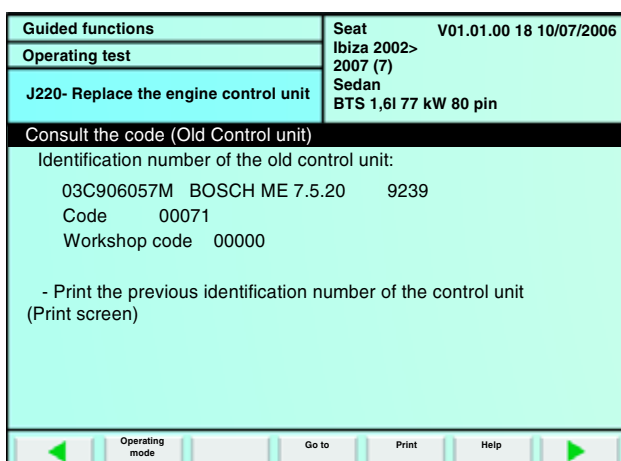 Guided functions
Operating test
J220- Replace the engine control unit
Seat V01.01.00 18 10/07/2006
Ibiza 2002>
2007 (7)
Sedan
BTS 1,6l 77 kW 80 pin
Consult the code (Old Control unit)
Identification number of the old control unit:
03C906057M BOSCH ME 7.5.20 9239
Code 00071
Workshop code 00000
- Print the previous identification number of the control unit
(Print screen)
Operating
mode
Go to
Print
Help